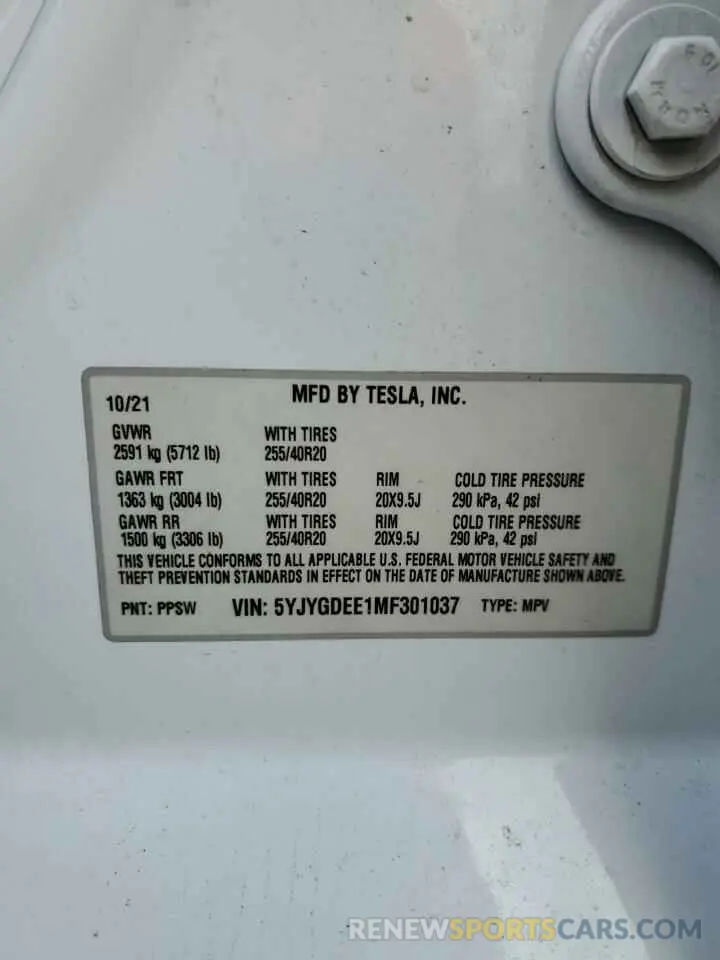 10/21 MFD BY TESLA, INC.
GVWR WITH TIRES
2591 kg (5712 lb) 255/40R20
GAWR FRT WITH TIRES RIM COLD TIRE PRESSURE
1363 kg (3004 lb) 255/40R20 20X9.5J 290 kPa, 42 psi
GAWR RR WITH TIRES RIM COLD TIRE PRESSURE
1500 kg (3306 lb) 255/40R20 20X9.5J 290 kPa, 42 psi
THIS VEHICLE CONFORMS TO ALL APPLICABLE U.S. FEDERAL MOTOR VEHICLE SAFETY AND
THEFT PREVENTION STANDARDS IN EFFECT ON THE DATE OF MANUFACTURE SHOWN ABOVE.
PNT: PPSW VIN: 5YJYGDEE1MF301037 TYPE: MPV
RENEWSPORTSCARS.COM